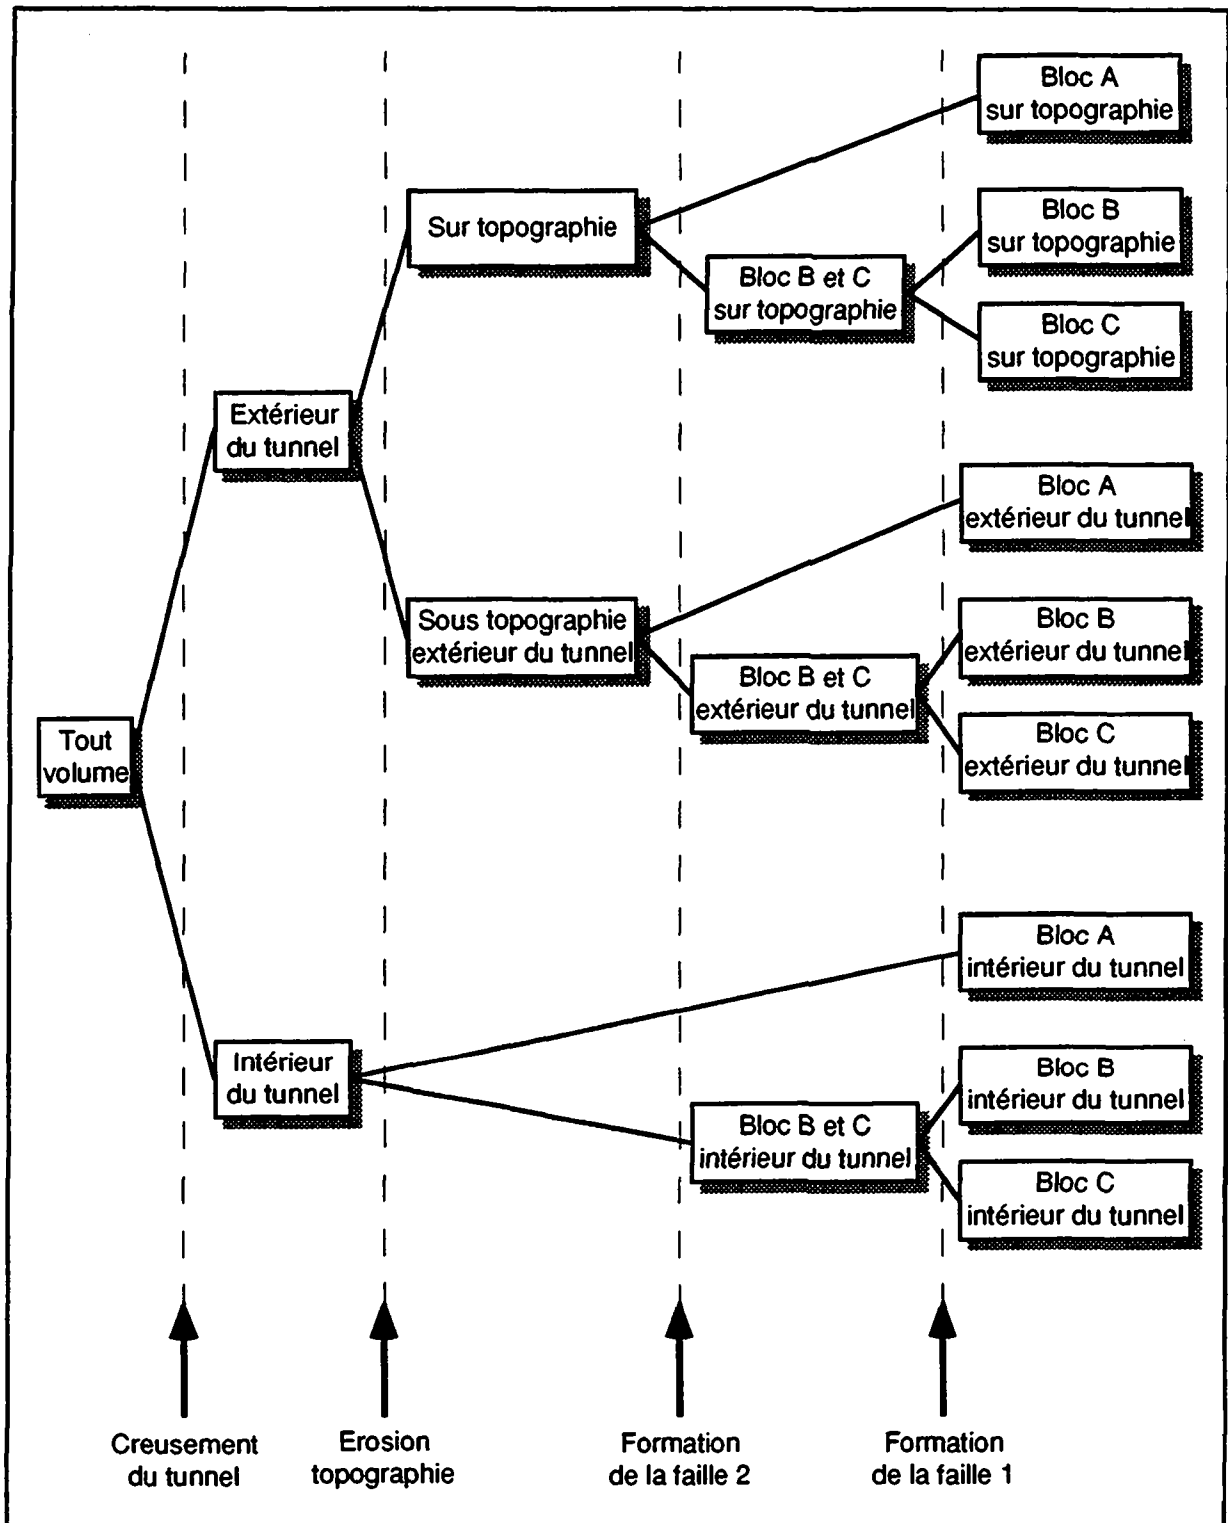 Bloc A
sur topographie
Bloc B
sur topographie
Sur topographie
Bloc B et C
sur topographie
Bloc C
sur topographie
Extérieur
du tunnel
Bloc A
extérieur du tunnel
Sous topographie
extérieur du tunnel
Bloc B
extérieur du tunnel
Bloc B et C
extérieur du tunnel
Bloc C
extérieur du tunnel
Tout
volume
Bloc A
intérieur du tunnel
Intérieur
du tunnel
Bloc B
intérieur du tunnel
Bloc B et C
intérieur du tunnel
Bloc C
intérieur du tunnel
Creusement
du tunnel
Erosion
topographie
Formation
de la faille 2
Formation
de la faille 1